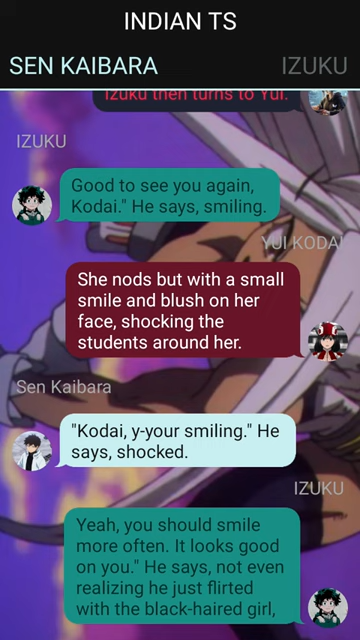 INDIAN TS
SEN KAIBARA IZUKU
Izuku then turns to Yui.
IZUKU
Good to see you again,
Kodai." He says, smiling.
YUI KODAI
She nods but with a small
smile and blush on her
face, shocking the
students around her.
Sen Kaibara
"Kodai, y-your smiling." He
says, shocked.
IZUKU
Yeah, you should smile
more often. It looks good
on you." He says, not even
realizing he just flirted
with the black-haired girl,